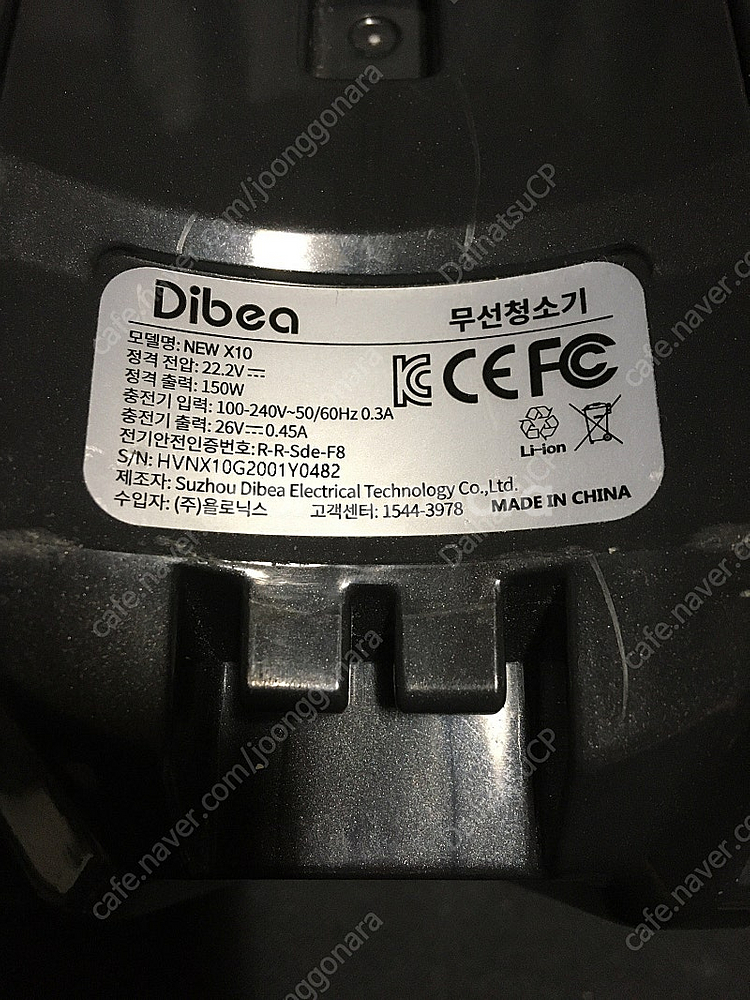 Dibea
무선청소기
모델명: NEW X10
정격 전압: 22.2V⎓
정격 출력: 150W
충전기 입력: 100-240V~50/60Hz 0.3A
충전기 출력: 26V⎓0.45A
전기안전인증번호: R-R-Sde-F8
S/N: HVNX10G2001Y0482
제조자: Suzhou Dibea Electrical Technology Co.,Ltd.
수입자: (주)욜로닉스 고객센터: 1544-3978
KC CE FC
Li-ion
MADE IN CHINA
cafe.naver.com/joonggonara
DaihatsuCP